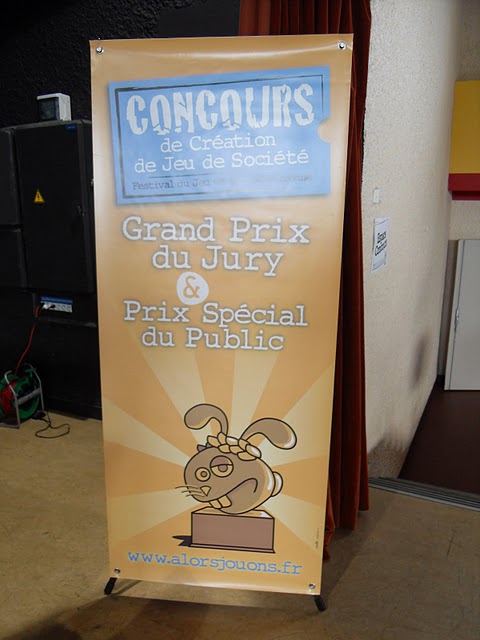 CONCOURS
de Création
de Jeu de Société
Festival du Jeu
Grand Prix
du Jury
&
Prix Spécial
du Public
www.alorsjouons.fr